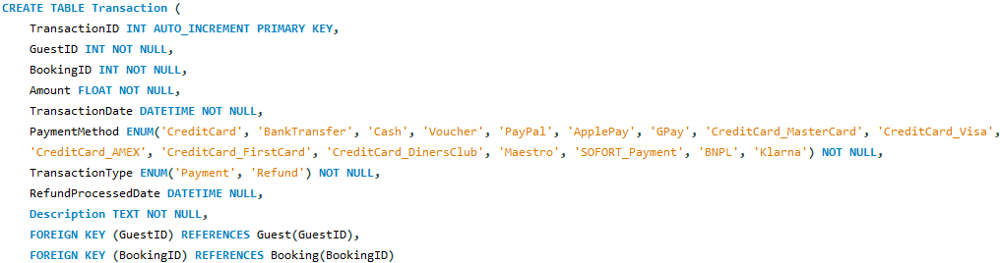 CREATE TABLE Transaction (
    TransactionID INT AUTO_INCREMENT PRIMARY KEY,
    GuestID INT NOT NULL,
    BookingID INT NOT NULL,
    Amount FLOAT NOT NULL,
    TransactionDate DATETIME NOT NULL,
    PaymentMethod ENUM('CreditCard', 'BankTransfer', 'Cash', 'Voucher', 'PayPal', 'ApplePay', 'GPay', 'CreditCard_MasterCard', 'CreditCard_Visa',
    'CreditCard_AMEX', 'CreditCard_FirstCard', 'CreditCard_DinersClub', 'Maestro', 'SOFORT_Payment', 'BNPL', 'Klarna') NOT NULL,
    TransactionType ENUM('Payment', 'Refund') NOT NULL,
    RefundProcessedDate DATETIME NULL,
    Description TEXT NOT NULL,
    FOREIGN KEY (GuestID) REFERENCES Guest(GuestID),
    FOREIGN KEY (BookingID) REFERENCES Booking(BookingID)